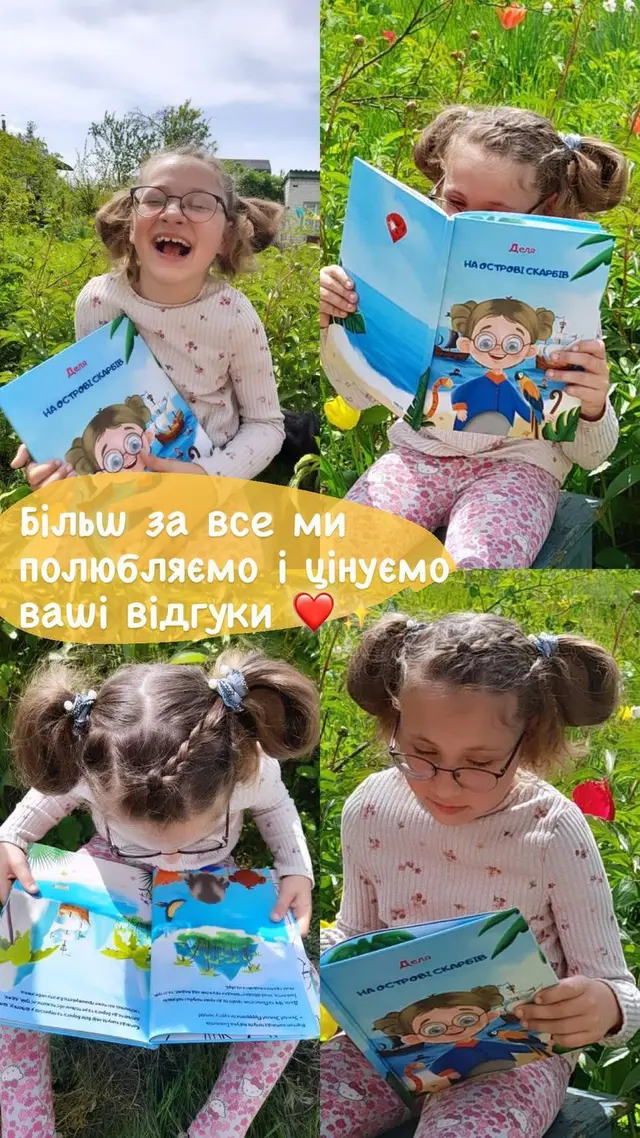 Деля
НА ОСТРОВІ СКАРБІВ
Деля
НА ОСТРОВІ СКАРБІВ
Більш за все ми
полюбляємо і цінуємо
ваші відгуки ❤️✨
Деля
НА ОСТРОВІ СКАРБІВ